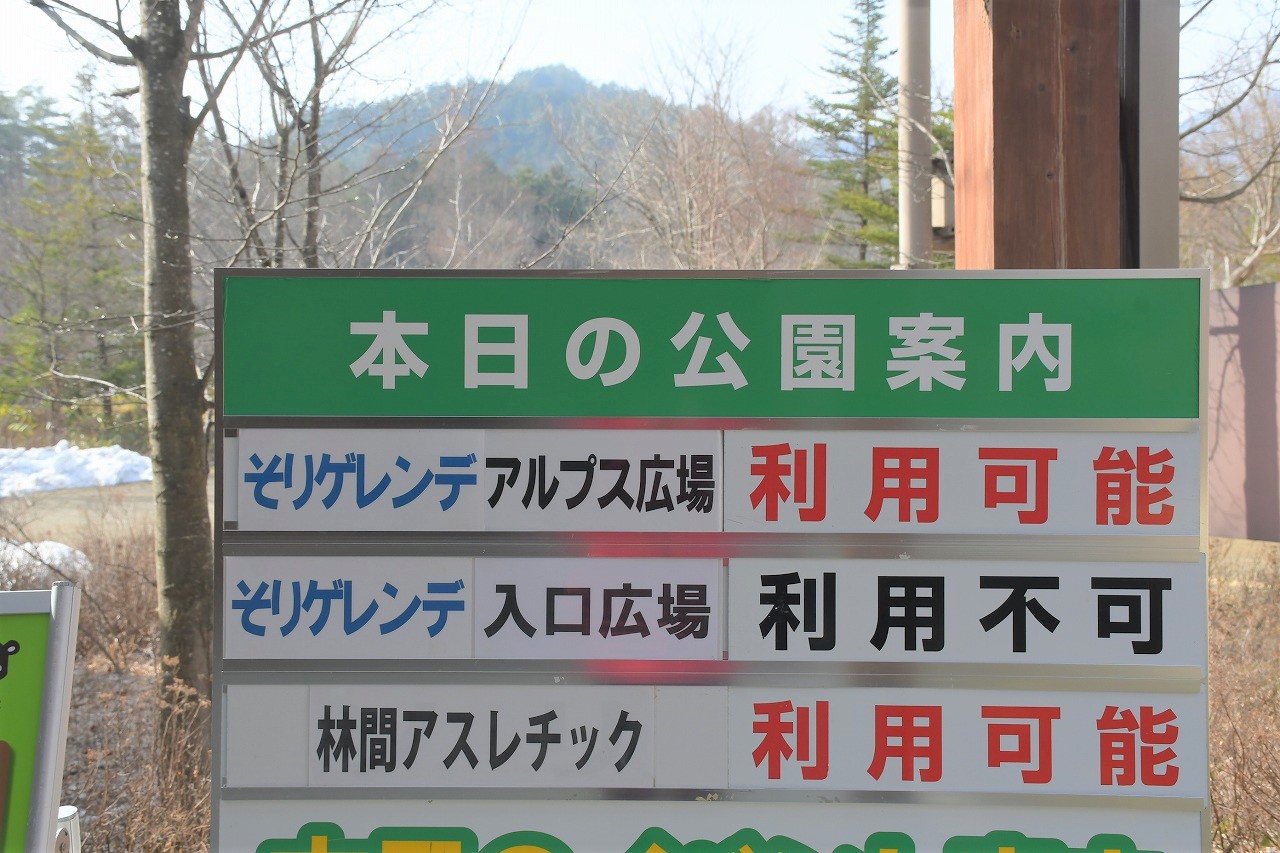 本日の公園案内
そりゲレンデ アルプス広場 利用可能
そりゲレンデ 入口広場 利用不可
林間アスレチック 利用可能